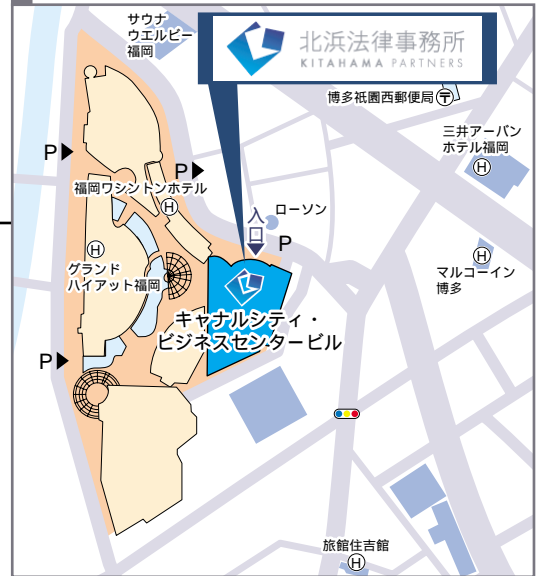 サウナ
ウエルビー
福岡
北浜法律事務所
KITAHAMA PARTNERS
博多祇園西郵便局〒
三井アーバン
ホテル福岡
H
P
P
福岡ワシントンホテル
H
入口
ローソン
P
H
グランド
ハイアット福岡
H
マルコーイン
博多
キャナルシティ・
ビジネスセンタービル
P
旅館住吉館
H